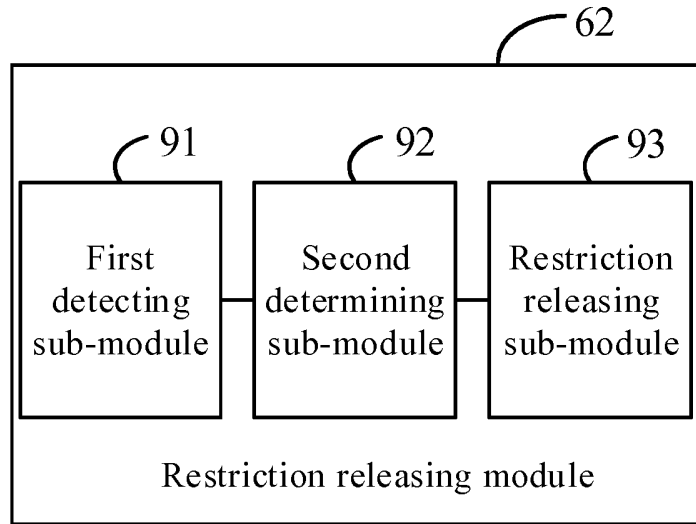 62
91
92
93
First
detecting
sub-module
Second
determining
sub-module
Restriction
releasing
sub-module
Restriction releasing module